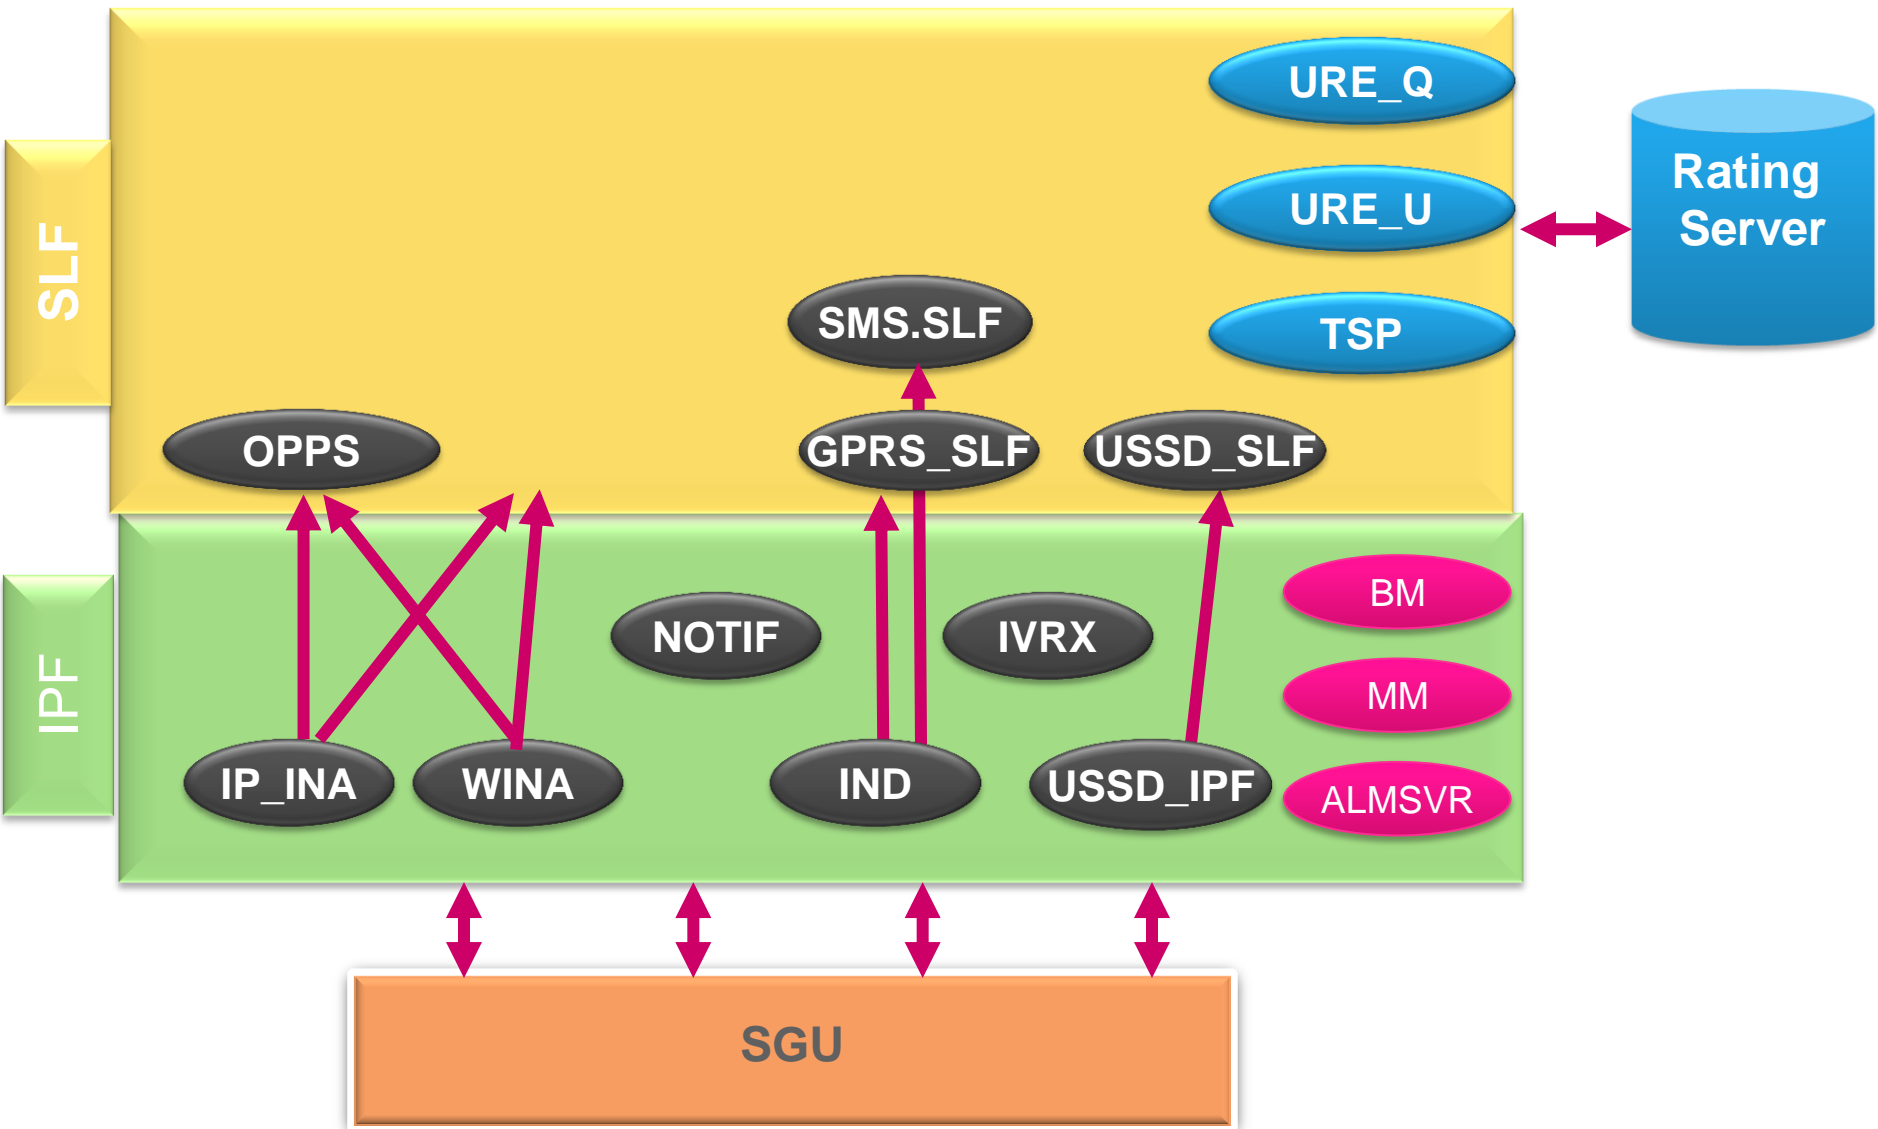 URE_Q
Rating
Server
URE_U
SLF
SMS.SLF
TSP
OPPS
GPRS_SLF
USSD_SLF
BM
NOTIF
IVRX
IPF
MM
IP_INA
WINA
IND
USSD_IPF
ALMSVR
SGU